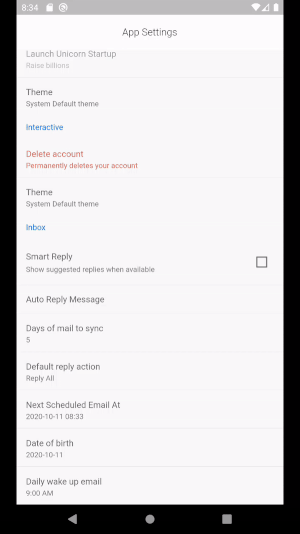 8:34
App Settings
Launch Unicorn Startup
Raise billions
Theme
System Default theme
Interactive
Delete account
Permanently deletes your account
Theme
System Default theme
Inbox
Smart Reply
Show suggested replies when available
Auto Reply Message
Days of mail to sync
5
Default reply action
Reply All
Next Scheduled Email At
2020-10-11 08:33
Date of birth
2020-10-11
Daily wake up email
9:00 AM